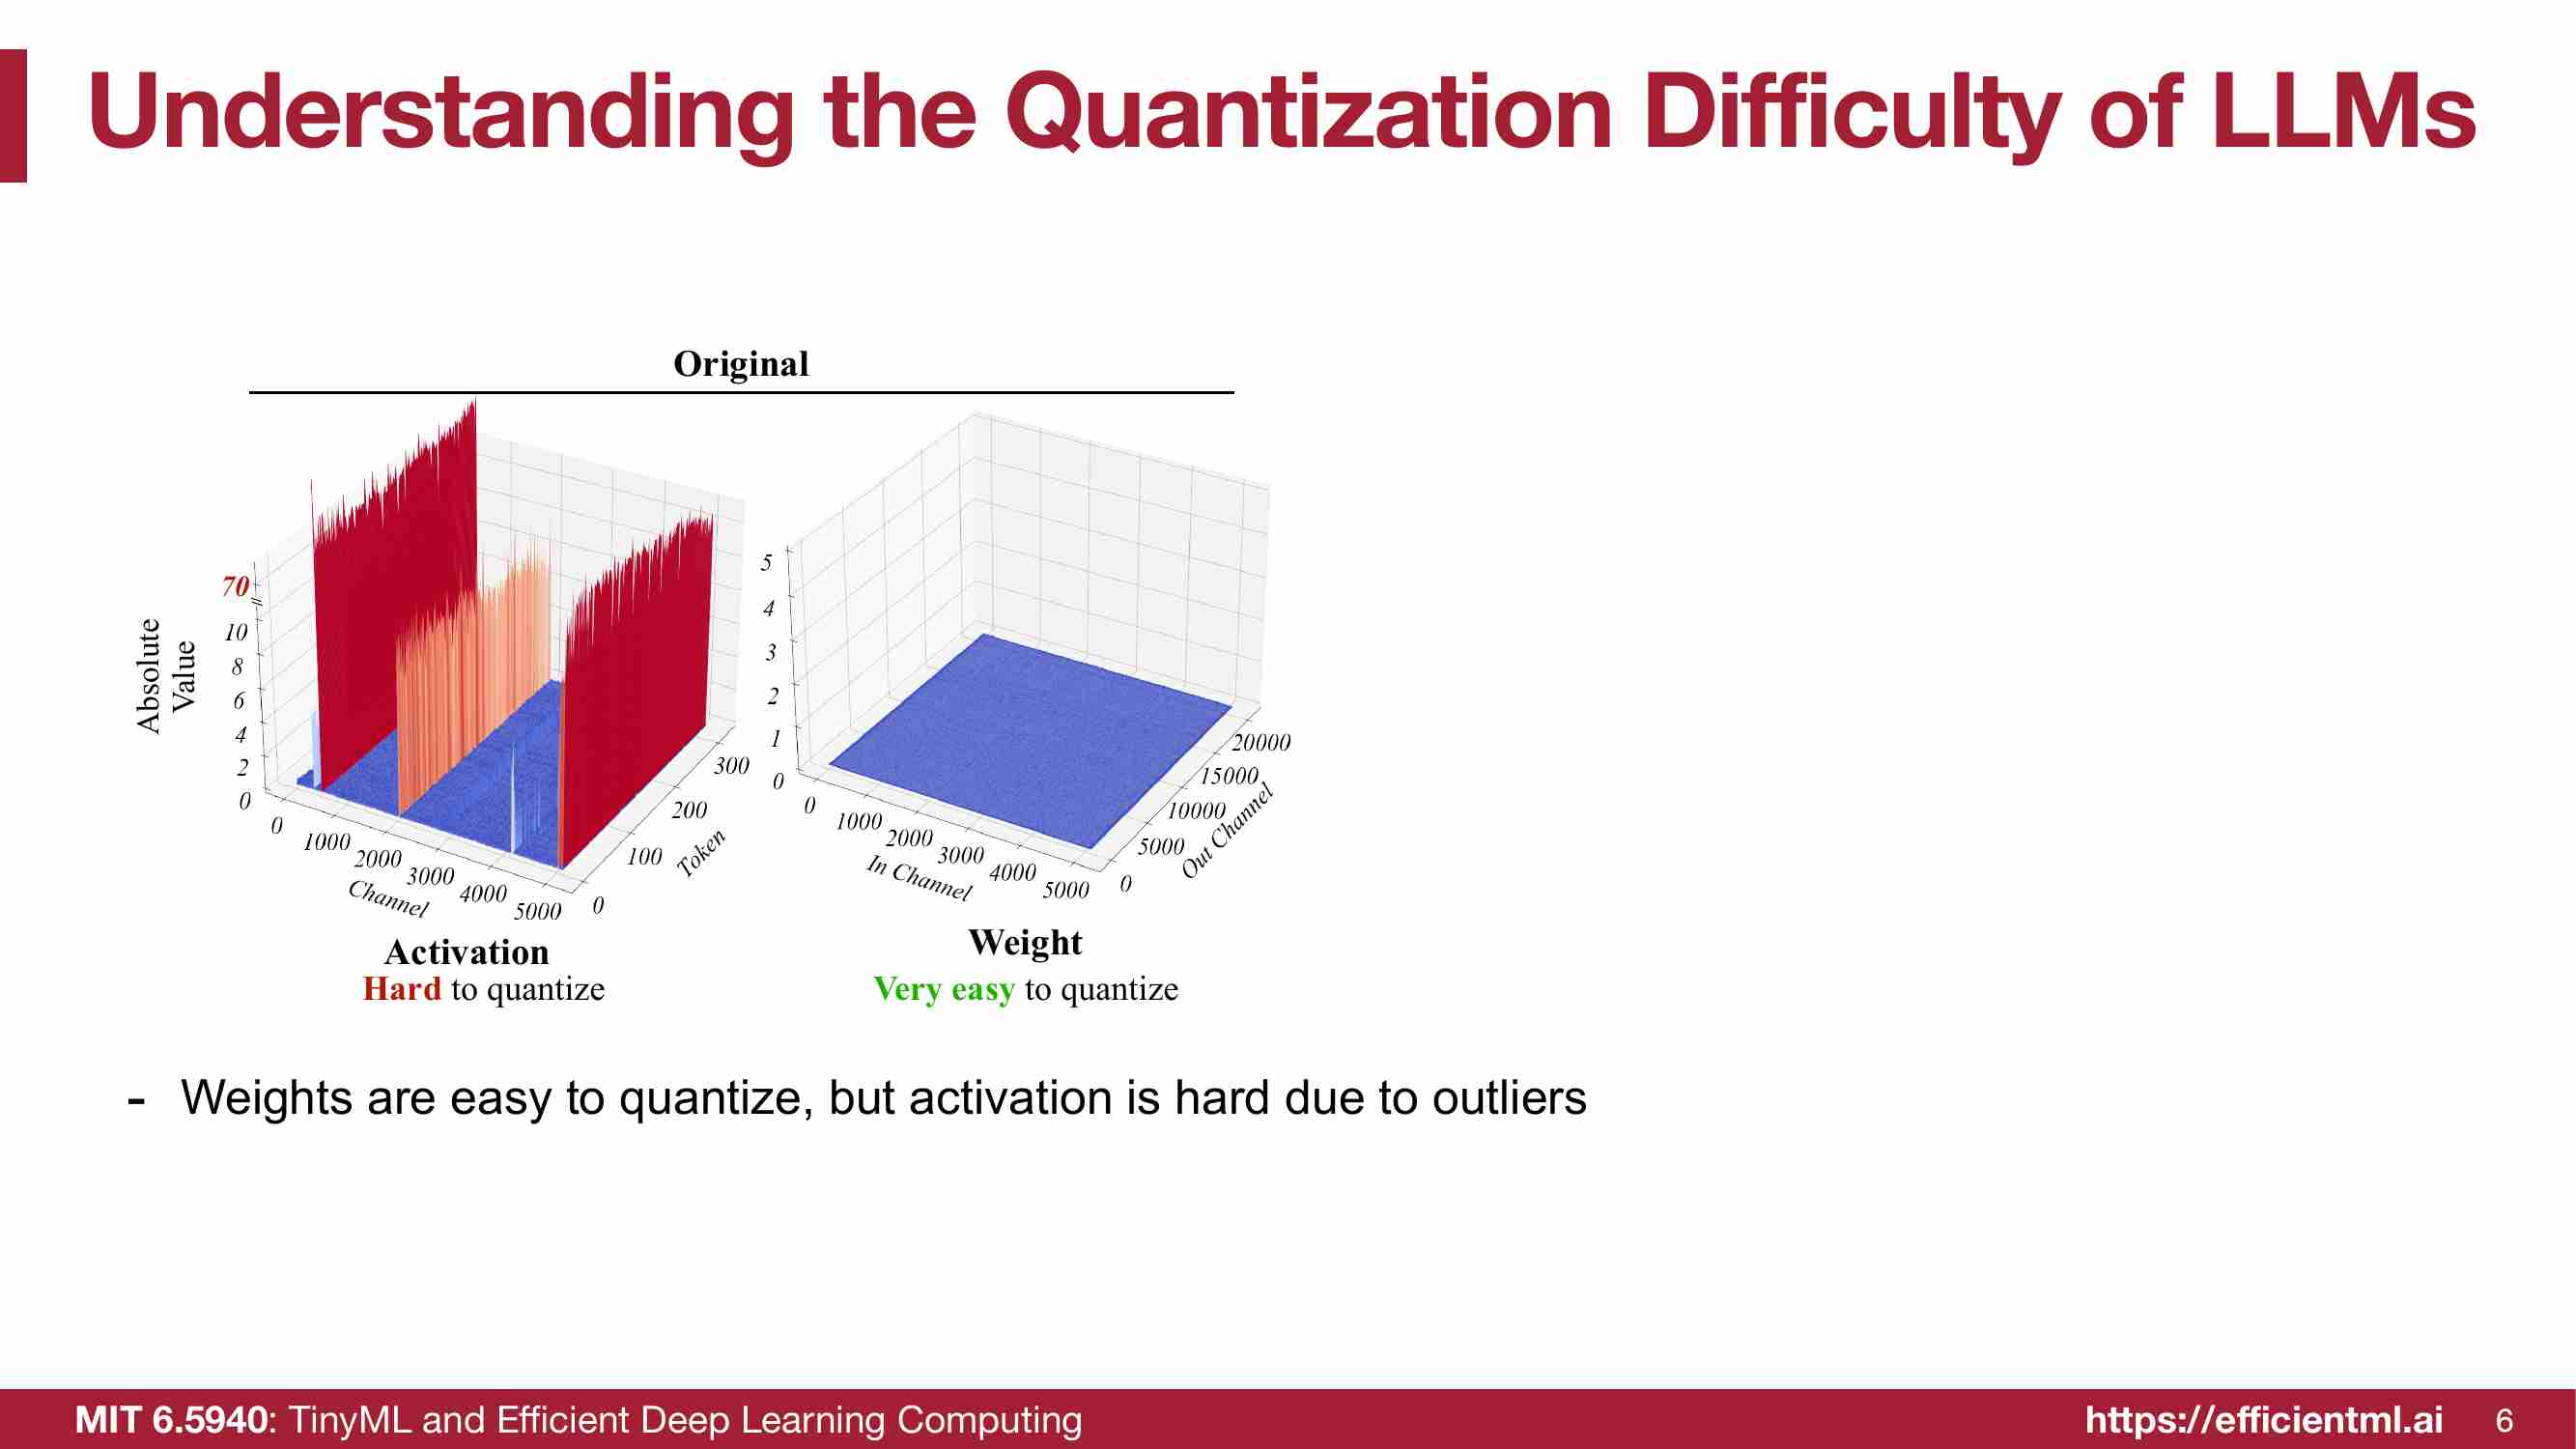 Understanding the Quantization Difficulty of LLMs
Original
Absolute
Value
70
10
8
6
4
2
0
0
1000
2000
3000
4000
5000
Channel
0
100
200
300
Token
5
4
3
2
1
0
0
1000
2000
3000
4000
5000
In Channel
0
5000
10000
15000
20000
Out Channel
Activation
Hard to quantize
Weight
Very easy to quantize
- Weights are easy to quantize, but activation is hard due to outliers
MIT 6.5940: TinyML and Efficient Deep Learning Computing
https://efficientml.ai
6